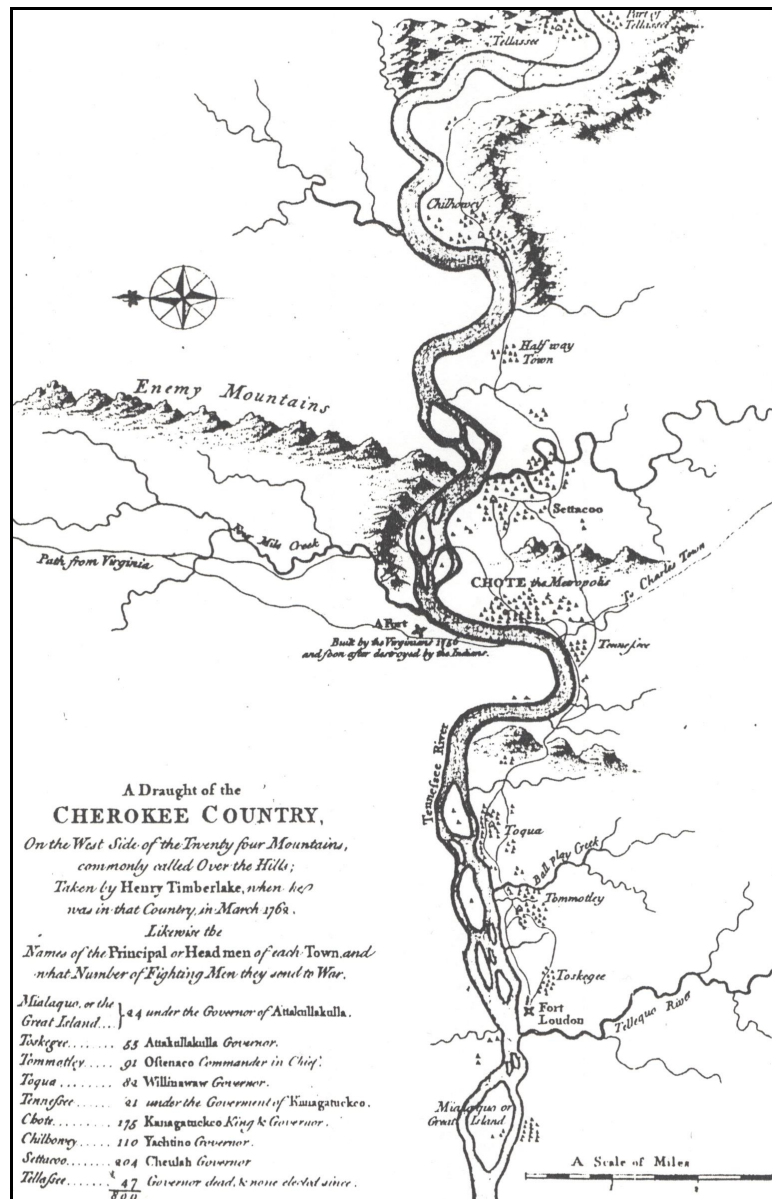 Part of
Tellassee
Tellassee
Chilhowey
Half way
Town
Enemy Mountains
Settacoo
Nine Mile Creek
Path from Virginia
CHOTE the Metropolis
To Charles Town
A Fort
Built by the Virginians 1756
and soon after destroyed by the Indians.
Tennessee
Tennessee River
Toqua
Ball play Creek
Tommotley
Toskegee
Fort
Loudon
Tellequo River
Mialaquo or
Great Island
A Scale of Miles
A Draught of the
CHEROKEE COUNTRY,
On the West Side of the Twenty four Mountains,
commonly called Over the Hills;
Taken by Henry Timberlake, when he
was in that Country, in March 1762.
Likewise the
Names of the Principal or Headmen of each Town, and
what Number of Fighting Men they send to War.
Mialaquo, or the
Great Island .... } 24 under the Governor of Attakullakulla.
Toskegee ....... 55 Attakullakulla Governor.
Tommotley ..... 91 Ostenaco Commander in Chief.
Toqua ........ 82 Willinawaw Governor.
Tennessee ...... 21 under the Goverment of Kanagatuckco.
Chote ......... 175 Kanagatuckco King & Governor.
Chilhowey ..... 110 Yachtino Governor.
Settacoo ....... 204 Cheulah Governor
Tellassee ...... 47 Governor dead, & none elected since.
809